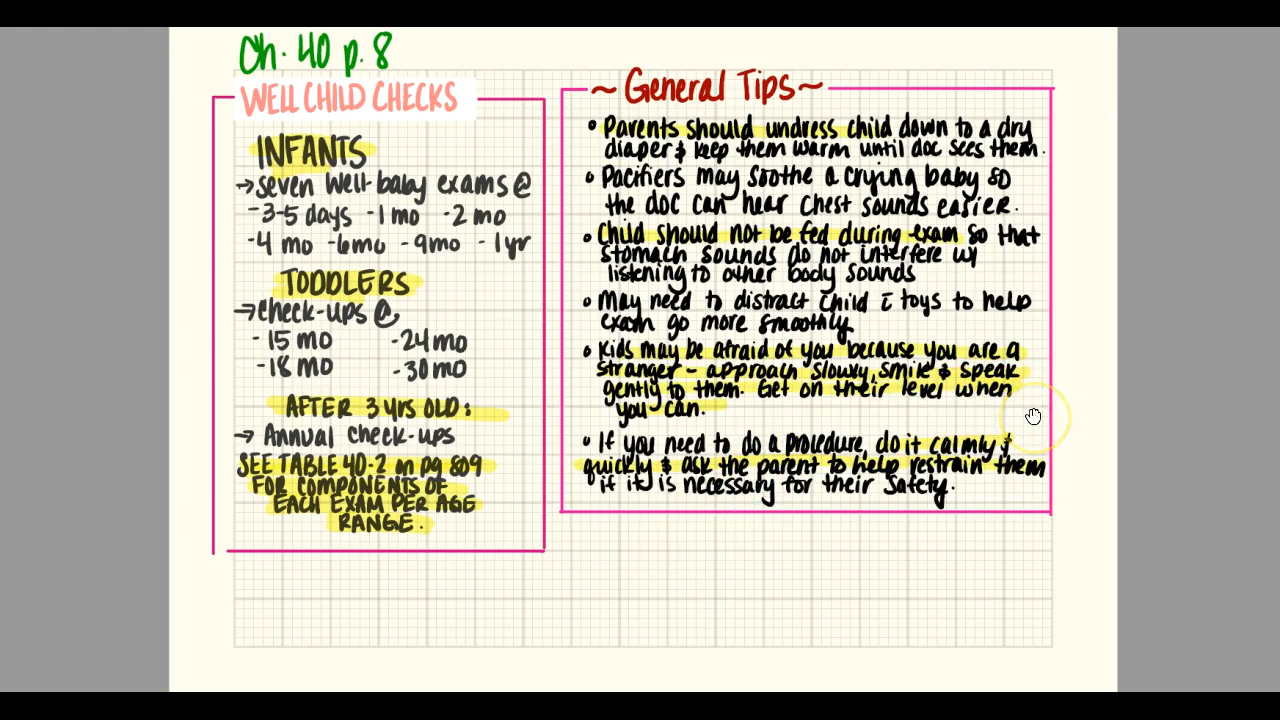 Ch. 40 p. 8
WELL CHILD CHECKS
INFANTS
→ seven well-baby exams @
-3-5 days -1 mo -2 mo
-4 mo -6mo -9mo -1yr
TODDLERS
→ Check-ups @
-15 mo -24 mo
-18 mo -30 mo
AFTER 3 yrs OLD:
→ Annual check-ups
SEE TABLE 40-2 on pg 809
FOR COMPONENTS OF
EACH EXAM PER AGE
RANGE.
~ General Tips ~
• Parents should undress child down to a dry
diaper & keep them warm until doc sees them.
• Pacifiers may soothe a crying baby so
the doc can hear chest sounds easier.
• Child should not be fed during exam so that
stomach sounds do not interfere w/
listening to other body sounds
• May need to distract child c̄ toys to help
exam go more smoothly
• Kids may be afraid of you because you are a
stranger - approach slowly, smile & speak
gently to them. Get on their level when
you can.
• If you need to do a procedure, do it calmly &
quickly & ask the parent to help restrain them
if it is necessary for their safety.